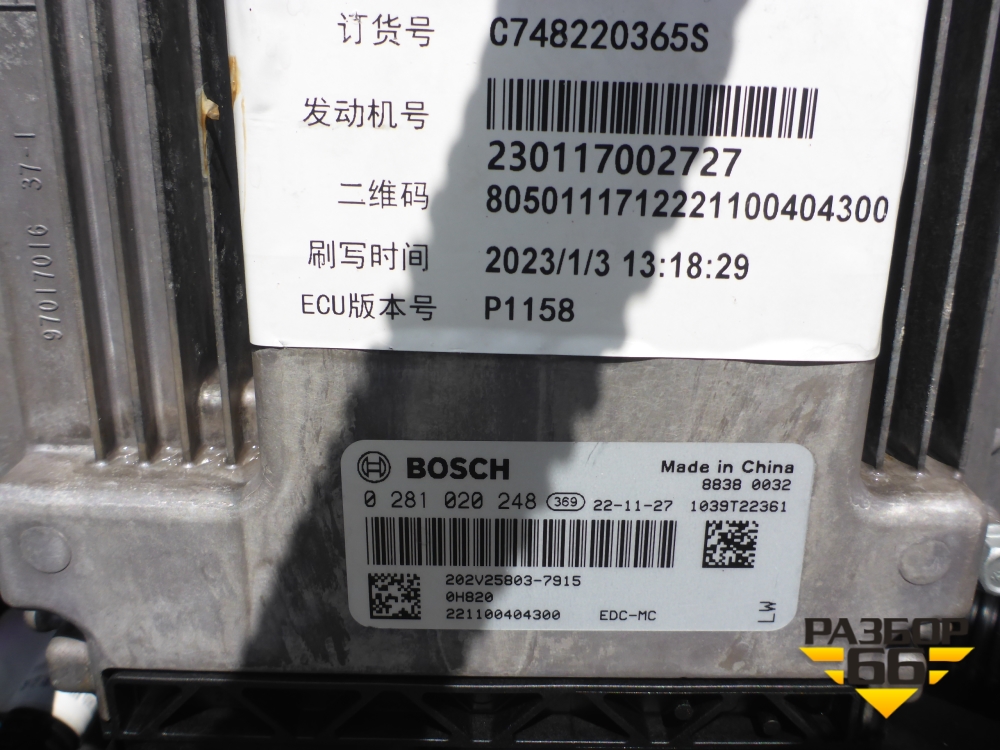 订货号 C748220365S
发动机号
230117002727
二维码 8050111712221100404300
刷写时间 2023/1/3 13:18:29
ECU版本号 P1158
97017016 37-1
BOSCH Made in China
8838 0032
0 281 020 248 369 22-11-27 1039T22361
202V25803-7915
0H820
221100404300 EDC-MC
LW
РАЗБОР
66